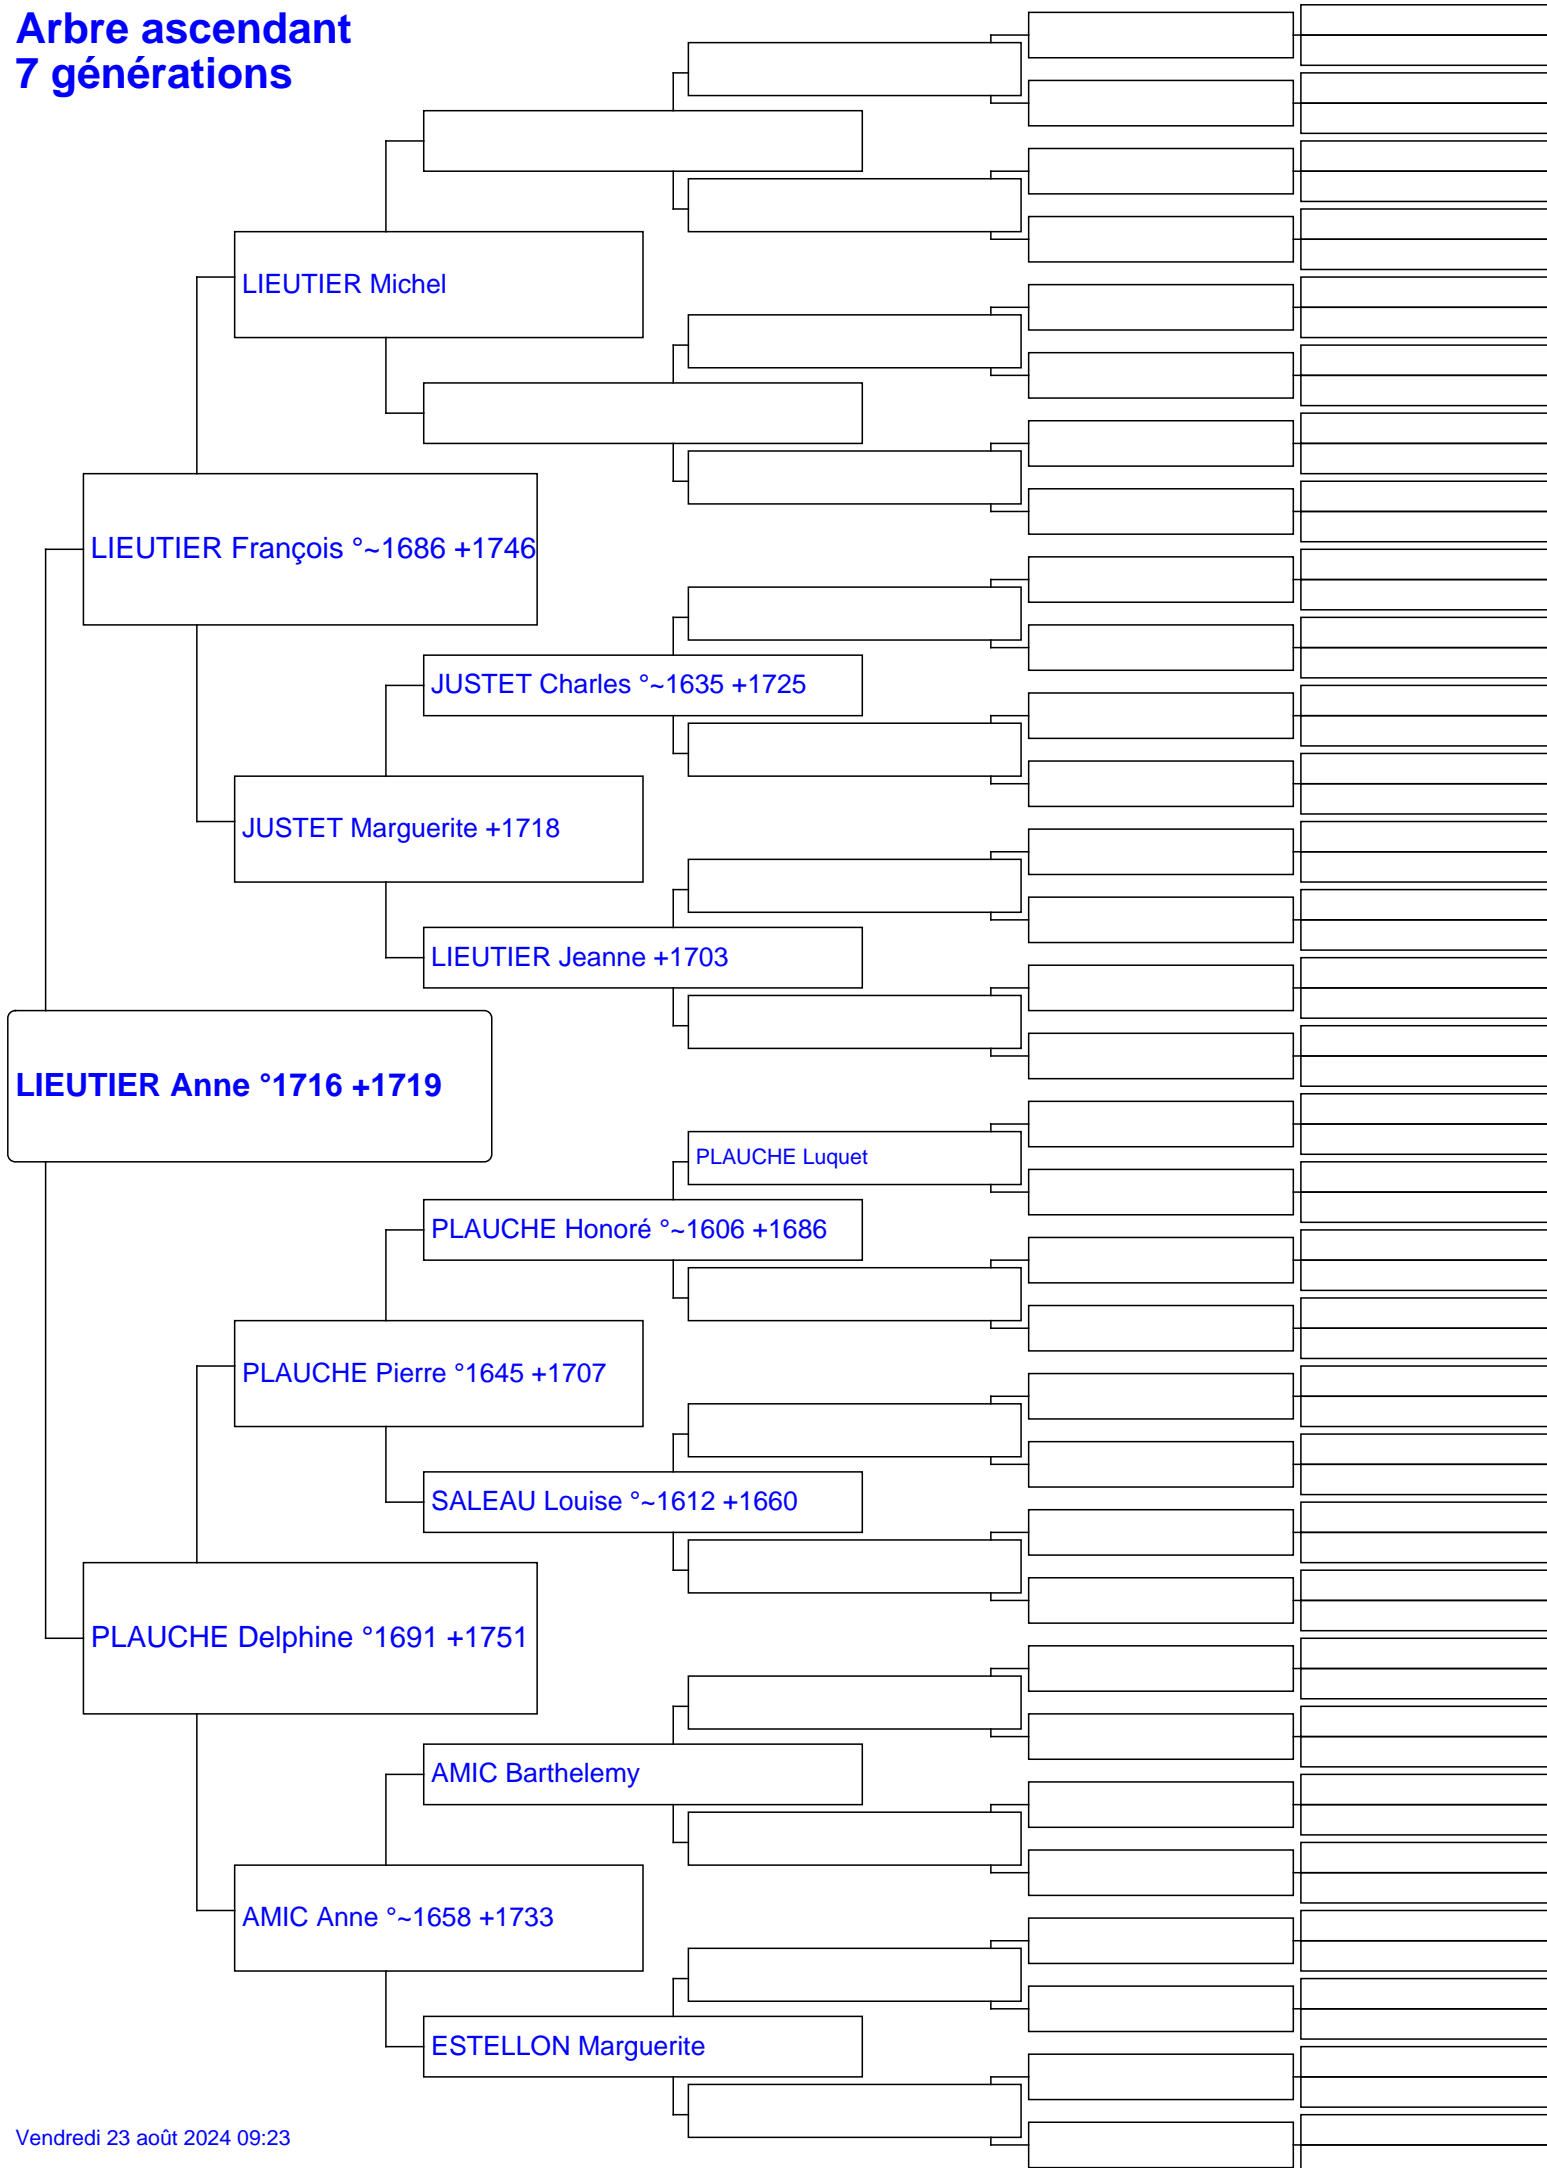 Arbre ascendant
7 générations
LIEUTIER Michel
LIEUTIER François °~1686 +1746
JUSTET Charles °~1635 +1725
JUSTET Marguerite +1718
LIEUTIER Jeanne +1703
LIEUTIER Anne °1716 +1719
PLAUCHE Luquet
PLAUCHE Honoré °~1606 +1686
PLAUCHE Pierre °1645 +1707
SALEAU Louise °~1612 +1660
PLAUCHE Delphine °1691 +1751
AMIC Barthelemy
AMIC Anne °~1658 +1733
ESTELLON Marguerite
Vendredi 23 août 2024 09:23